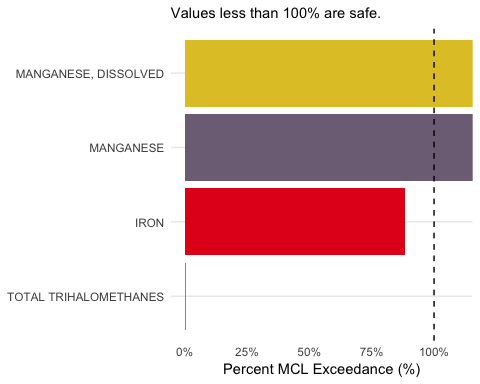 Values less than 100% are safe.
MANGANESE, DISSOLVED
MANGANESE
IRON
TOTAL TRIHALOMETHANES
0% 25% 50% 75% 100%
Percent MCL Exceedance (%)